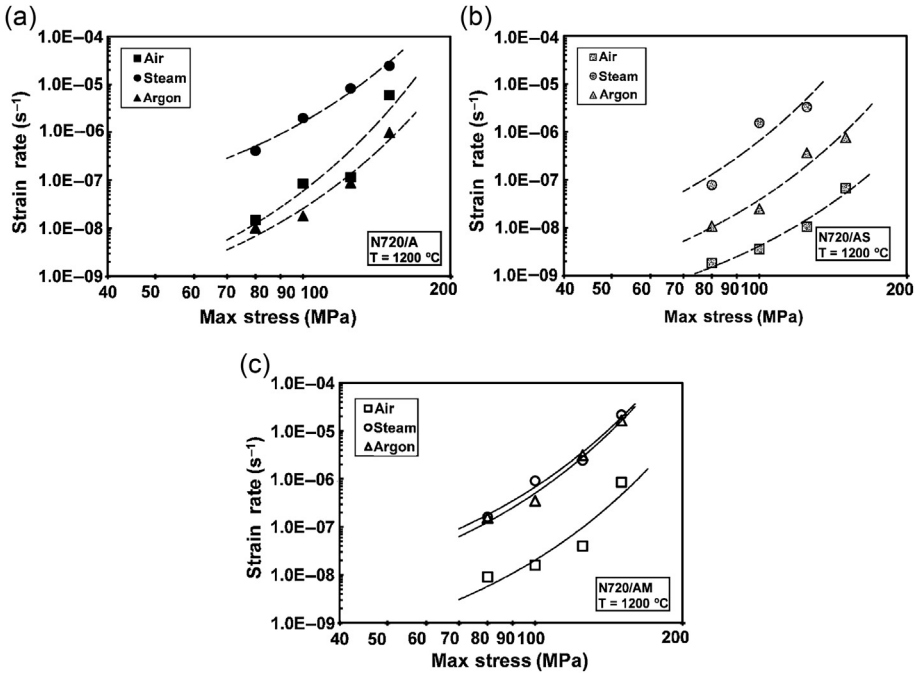 (a)
1.0E−04
1.0E−05
1.0E−06
1.0E−07
1.0E−08
1.0E−09
Strain rate (s−1)
Air
Steam
Argon
N720/A
T = 1200 °C
40 50 60 70 80 90 100 200
Max stress (MPa)
(b)
1.0E−04
1.0E−05
1.0E−06
1.0E−07
1.0E−08
1.0E−09
Strain rate (s−1)
Air
Steam
Argon
N720/AS
T = 1200 °C
40 50 60 70 80 90 100 200
Max stress (MPa)
(c)
1.0E−04
1.0E−05
1.0E−06
1.0E−07
1.0E−08
1.0E−09
Strain rate (s−1)
Air
Steam
Argon
N720/AM
T = 1200 °C
40 50 60 70 80 90 100 200
Max stress (MPa)